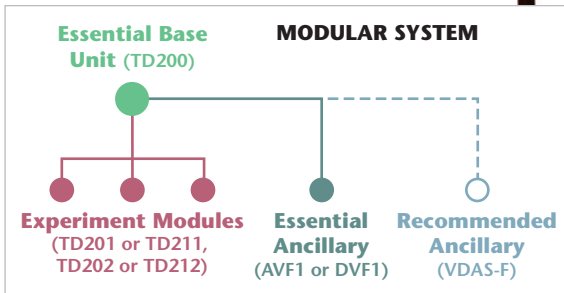 Essential Base
Unit (TD200)
MODULAR SYSTEM
Experiment Modules
(TD201 or TD211,
TD202 or TD212)
Essential
Ancillary
(AVF1 or DVF1)
Recommended
Ancillary
(VDAS-F)